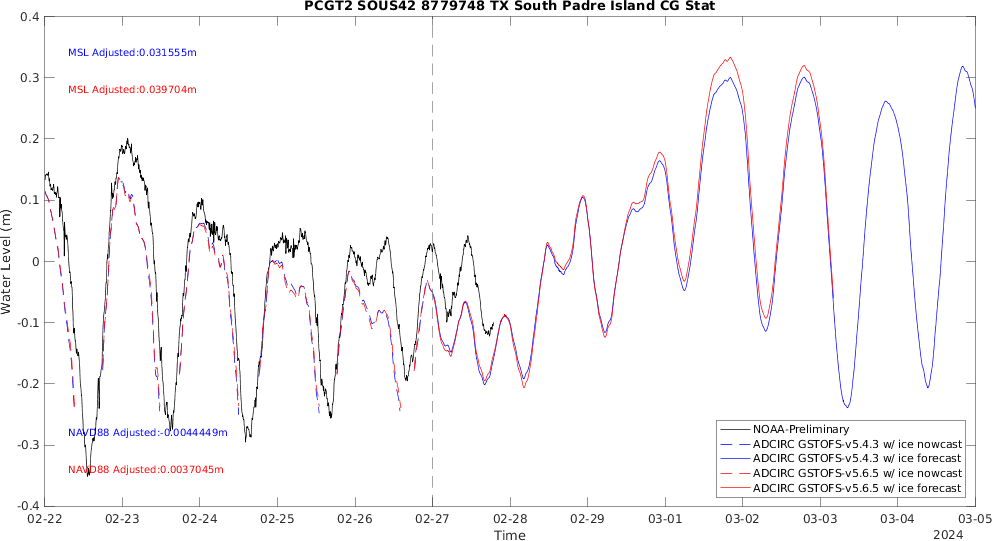 PCGT2 SOUS42 8779748 TX South Padre Island CG Stat
0.4
0.3
0.2
0.1
0
-0.1
-0.2
-0.3
-0.4
Water Level (m)
MSL Adjusted:0.031555m
MSL Adjusted:0.039704m
NAVD88 Adjusted:-0.0044449m
NAVD88 Adjusted:0.0037045m
NOAA-Preliminary
ADCIRC GSTOFS-v5.4.3 w/ ice nowcast
ADCIRC GSTOFS-v5.4.3 w/ ice forecast
ADCIRC GSTOFS-v5.6.5 w/ ice nowcast
ADCIRC GSTOFS-v5.6.5 w/ ice forecast
02-22 02-23 02-24 02-25 02-26 02-27 02-28 02-29 03-01 03-02 03-03 03-04 03-05
Time
2024